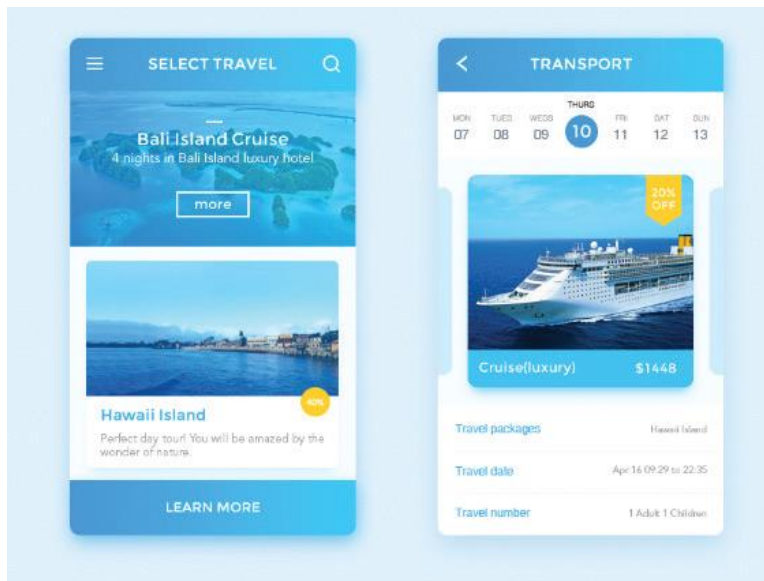 SELECT TRAVEL
Bali Island Cruise
4 nights in Bali Island luxury hotel
more
40%
Hawaii Island
Perfect day tour! You will be amazed by the
wonder of nature.
LEARN MORE
TRANSPORT
MON TUES WEDS THURS FRI SAT SUN
07 08 09 10 11 12 13
20%
OFF
Cruise(luxury) $1448
Travel packages Hawaii Island
Travel date Apr 16 09:29 to 22:35
Travel number 1 Adult 1 Children